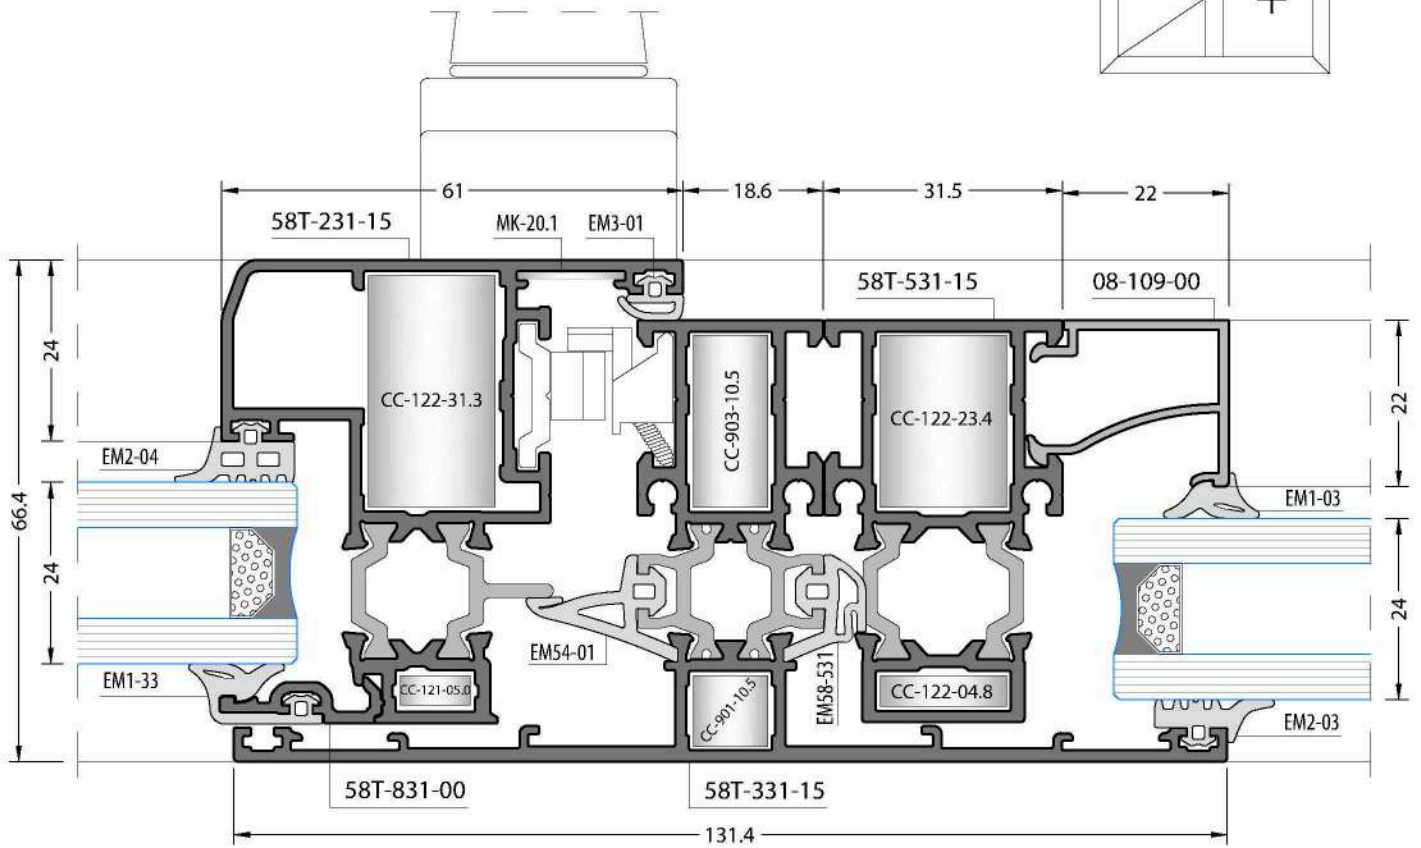 61
18.6
31.5
22
58T-231-15
MK-20.1
EM3-01
58T-531-15
08-109-00
24
CC-122-31.3
CC-903-10.5
CC-122-23.4
22
EM2-04
EM1-03
66.4
24
24
EM54-01
EM58-531
EM1-33
CC-121-05.0
CC-901-10.5
CC-122-04.8
EM2-03
58T-831-00
58T-331-15
131.4